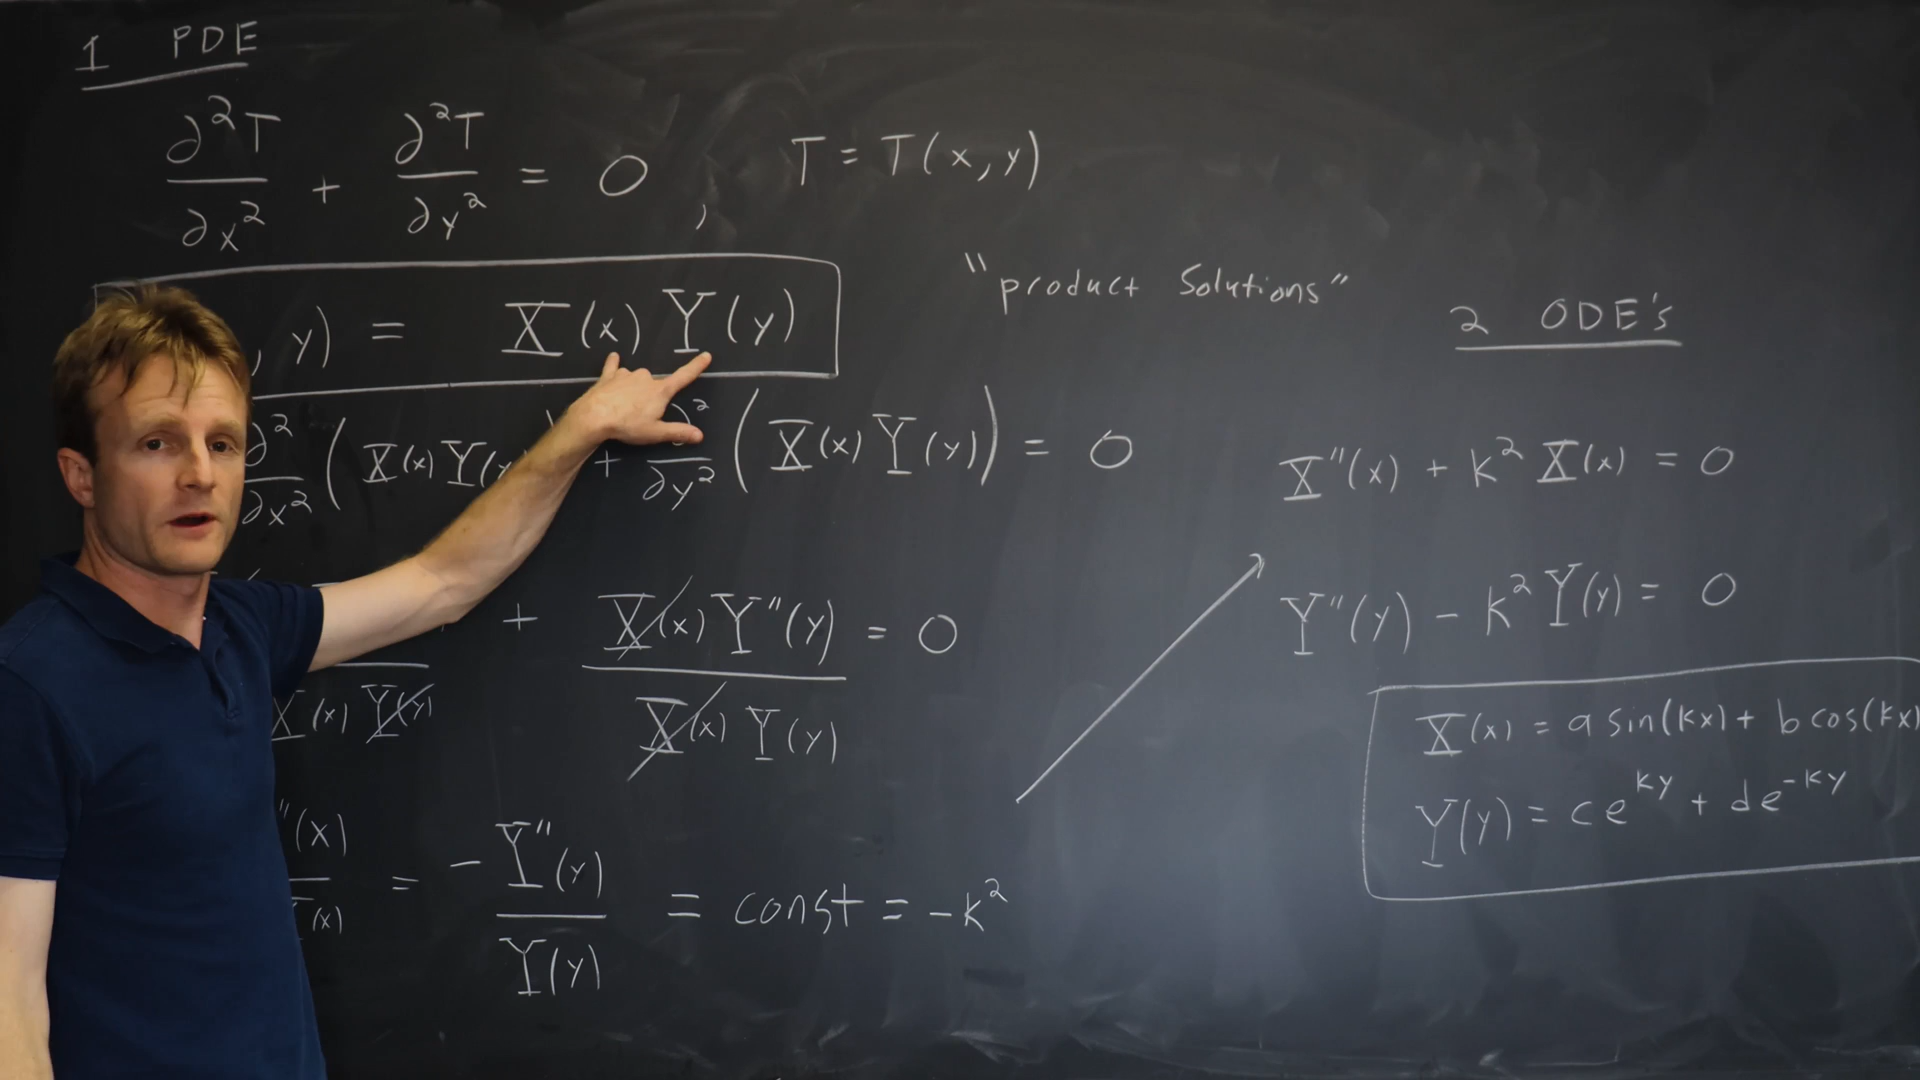 1 PDE
∂²T/∂x² + ∂²T/∂y² = 0, T = T(x, y)
, y) = X(x) Y(y)
"product Solutions"
∂²/∂x² (X(x) Y(y) + ∂²/∂y² (X(x) Y(y)) = 0
+ X(x) Y''(y) / X(x) Y(y) = 0
X(x) Y(y)
''(x) / (x) = -Y''(y) / Y(y) = const = -k²
2 ODE's
X''(x) + k² X(x) = 0
Y''(y) - k² Y(y) = 0
X(x) = a sin(kx) + b cos(kx)
Y(y) = c e^{ky} + d e^{-ky}